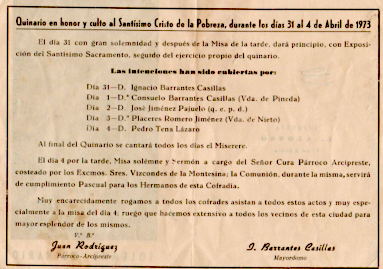 Quinario en honor y culto al Santísimo Cristo de la Pobreza, durante los días 31 al 4 de Abril de 1973
El día 31 con gran solemnidad y después de la Misa de la tarde, dará principio, con Exposi-
ción del Santísimo Sacramento, seguido del ejercicio propio del quinario.
Las intenciones han sido cubiertas por:
Día 31—D. Ignacio Barrantes Casillas
Día 1—D.ª Consuelo Barrantes Casillas (Vda. de Pineda)
Día 2—D. José Jiménez Pajuelo (q. e. p. d.)
Día 3—D.ª Placeres Romero Jiménez (Vda. de Nieto)
Día 4—D. Pedro Tena Lázaro
Al final del Quinario se cantará todos los días el Miserere.
El día 4 por la tarde, Misa solemne y Sermón a cargo del Señor Cura Párroco Arcipreste,
costeado por los Excmos. Sres. Vizcondes de la Montesina; la Comunión, durante la misma, servirá
de cumplimiento Pascual para los Hermanos de esta Cofradía.
Muy encarecidamente rogamos a todos los cofrades asistan a todos estos actos y muy espe-
cialmente a la misa del día 4, ruego que hacemos extensivo a todos los vecinos de esta ciudad para
mayor esplendor de los mismos.
V.º B.º
Juan Rodríguez
Párroco-Arcipreste
I. Barrantes Casillas
Mayordomo